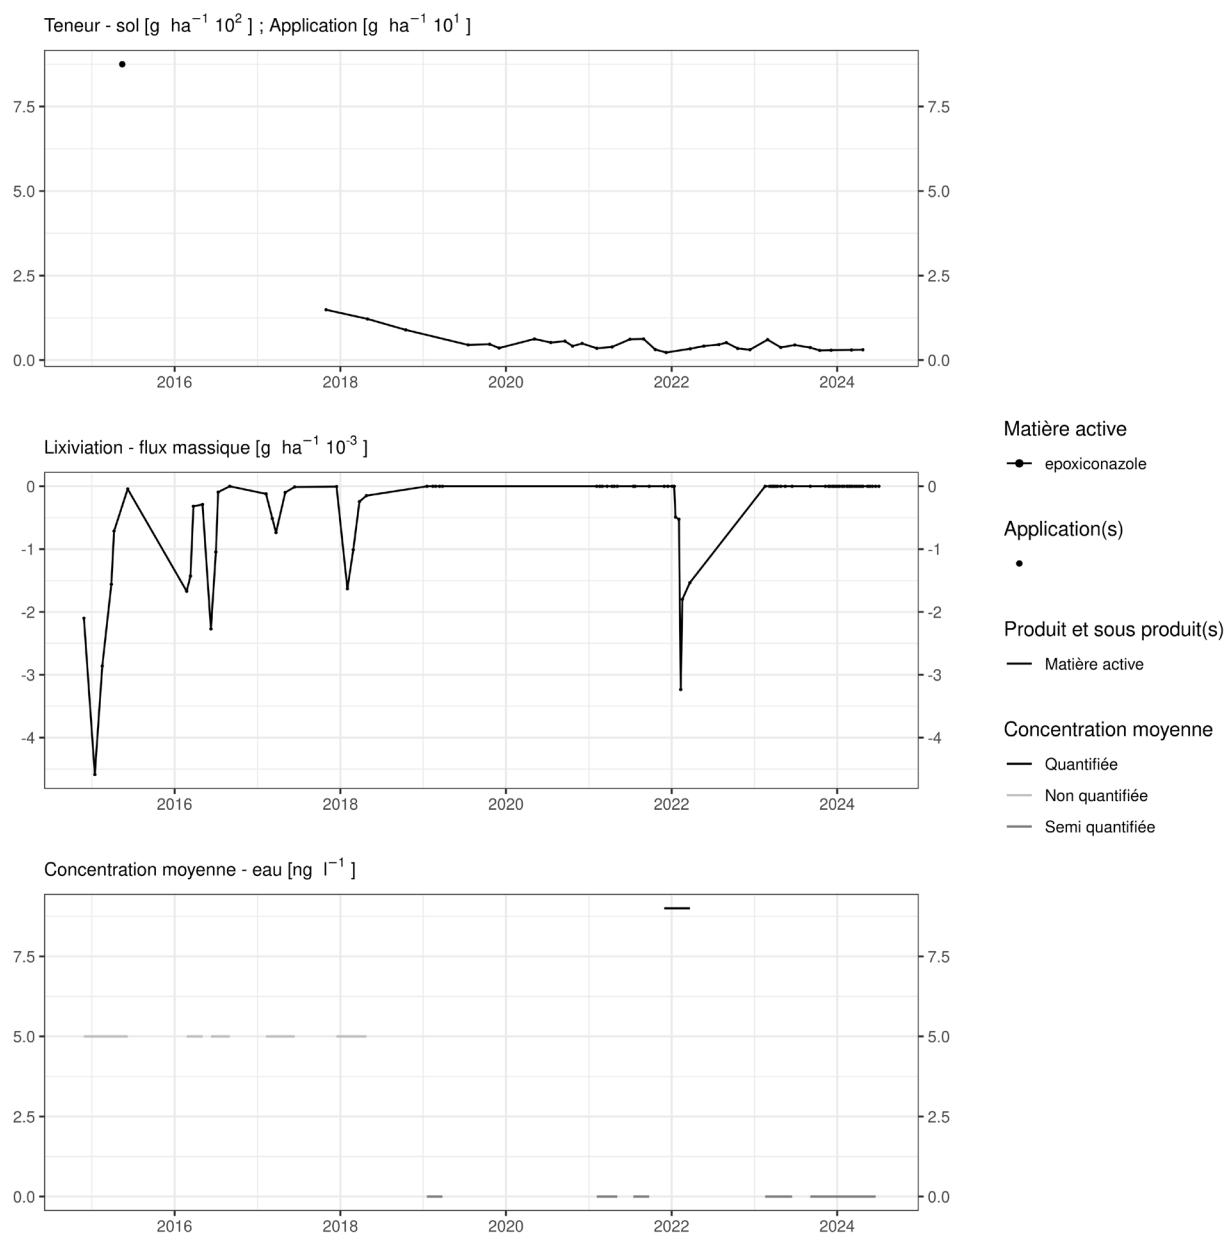 Teneur - sol [g ha⁻¹ 10² ] ; Application [g ha⁻¹ 10¹ ]
7.5 7.5
5.0 5.0
2.5 2.5
0.0 0.0
2016 2018 2020 2022 2024
Lixiviation - flux massique [g ha⁻¹ 10⁻³ ]
0 0
-1 -1
-2 -2
-3 -3
-4 -4
2016 2018 2020 2022 2024
Concentration moyenne - eau [ng l⁻¹ ]
7.5 7.5
5.0 5.0
2.5 2.5
0.0 0.0
2016 2018 2020 2022 2024
Matière active
epoxiconazole
Application(s)
Produit et sous produit(s)
Matière active
Concentration moyenne
Quantifiée
Non quantifiée
Semi quantifiée